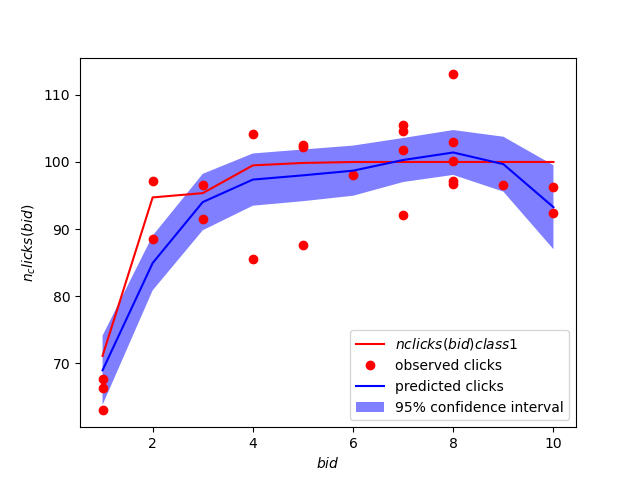 110
100
90
80
70
n_clicks(bid)
2
4
6
8
10
bid
nclicks(bid)class1
observed clicks
predicted clicks
95% confidence interval